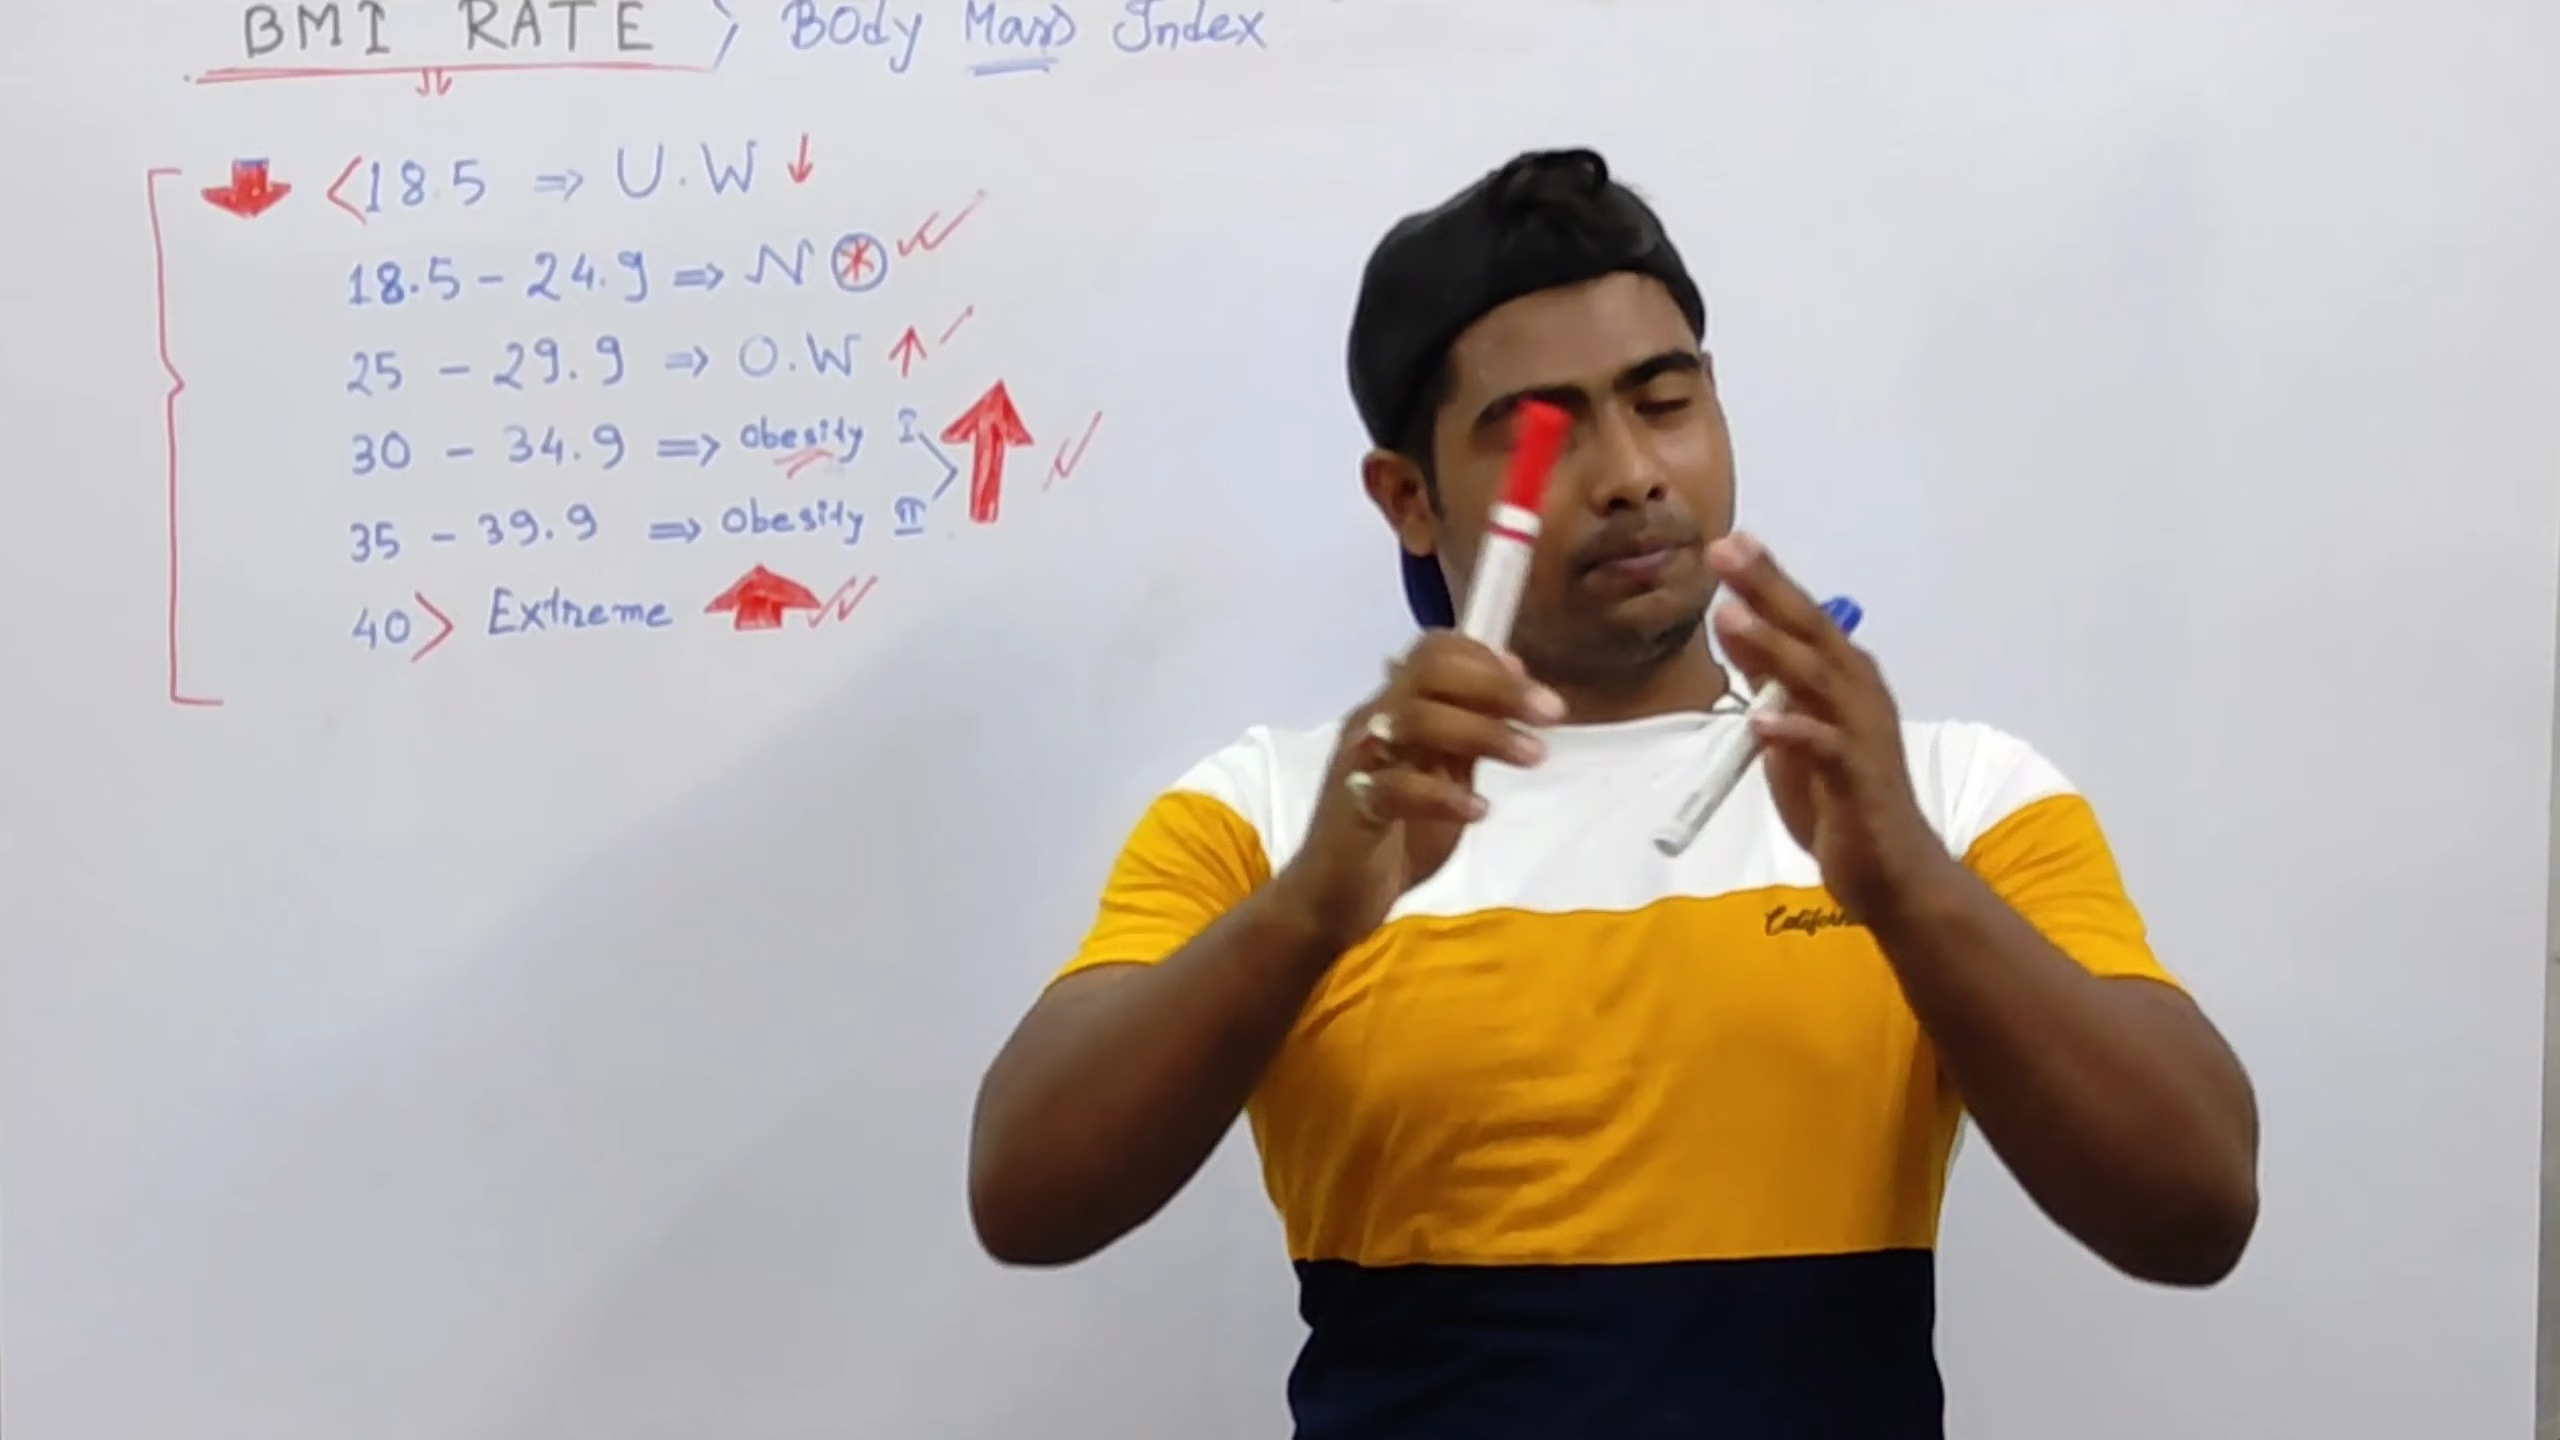 BMI RATE > Body Mass Index
<18.5 => U.W ↓
18.5 - 24.9 => N
25 - 29.9 => O.W ↑
30 - 34.9 => Obesity I
35 - 39.9 => Obesity II
40> Extreme